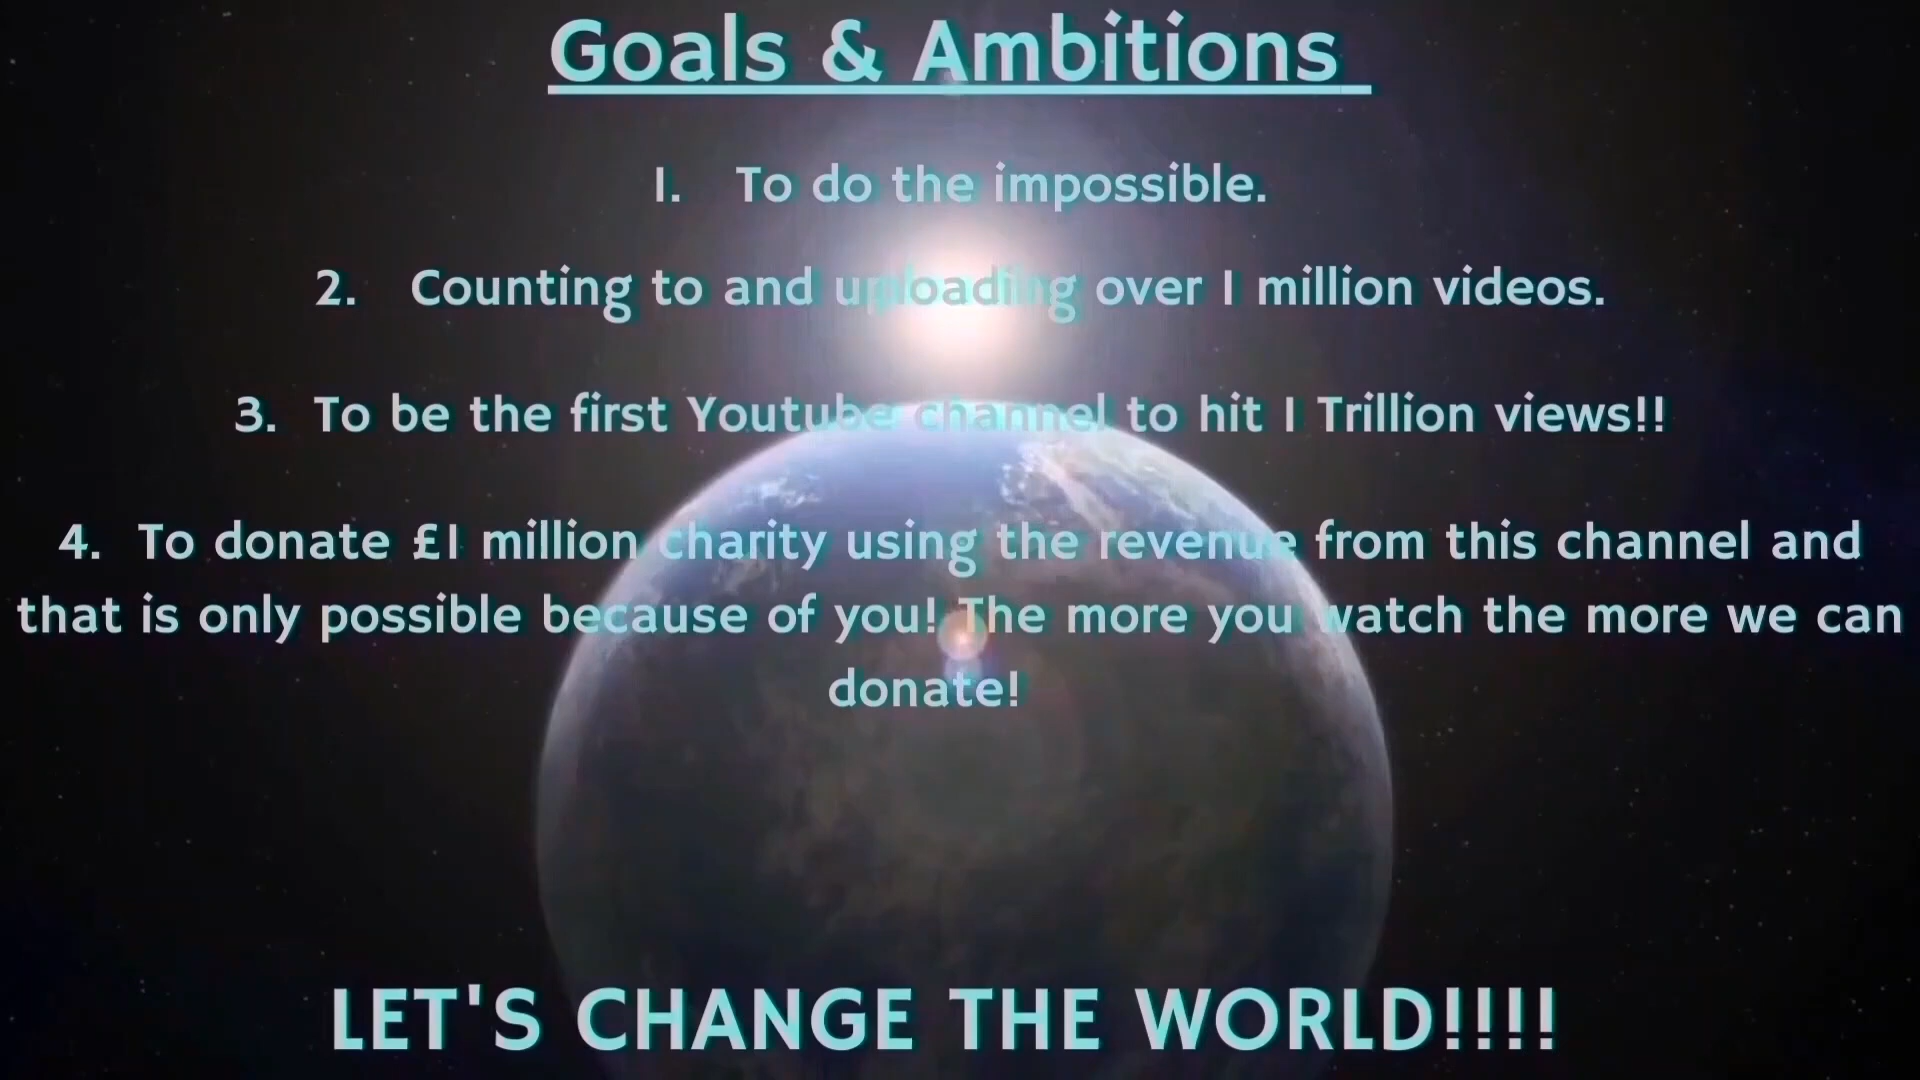 Goals & Ambitions
1. To do the impossible.
2. Counting to and uploading over 1 million videos.
3. To be the first Youtube channel to hit 1 Trillion views!!
4. To donate £1 million charity using the revenue from this channel and
that is only possible because of you! The more you watch the more we can
donate!
LET'S CHANGE THE WORLD!!!!